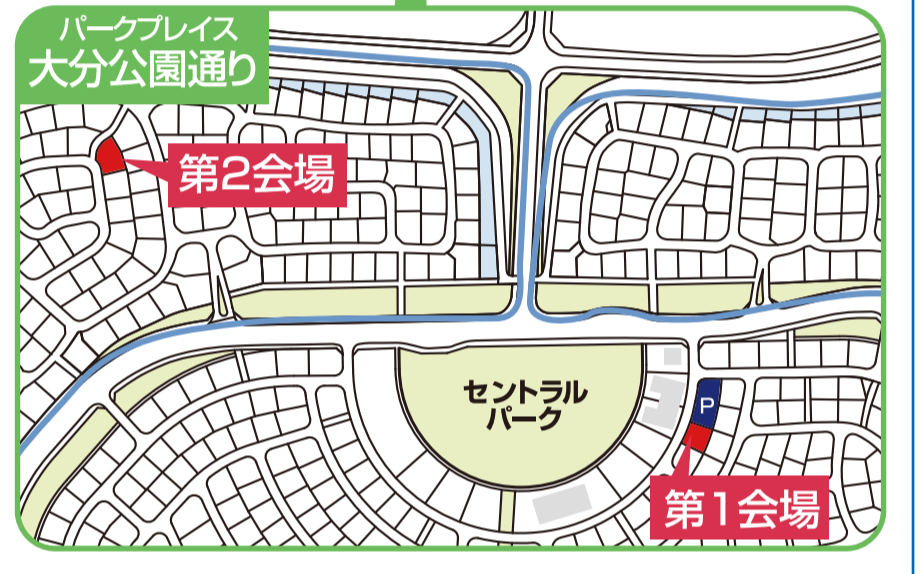 パークプレイス
大分公園通り
第2会場
セントラル
パーク
P
第1会場